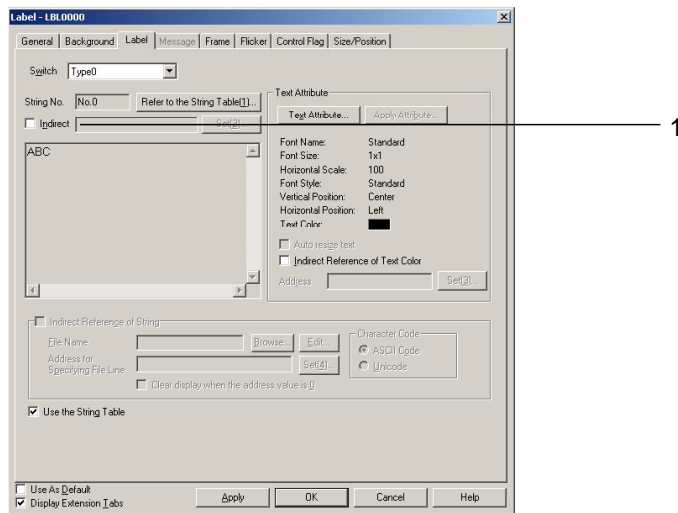 Label - LBL0000
General Background Label Message Frame Flicker Control Flag Size/Position
Switch Type0
String No. No.0 Refer to the String Table(1)...
Indirect Set(2)... 1
ABC
Text Attribute
Text Attribute... Apply Attribute...
Font Name: Standard
Font Size: 1x1
Horizontal Scale: 100
Font Style: Standard
Vertical Position: Center
Horizontal Position: Left
Text Color:
Auto resize text
Indirect Reference of Text Color
Address Set(3)...
Indirect Reference of String
File Name Browse... Edit...
Address for
Specifying File Line Set(4)...
Clear display when the address value is 0
Character Code
ASCII Code
Unicode
Use the String Table
Use As Default
Display Extension Tabs
Apply OK Cancel Help